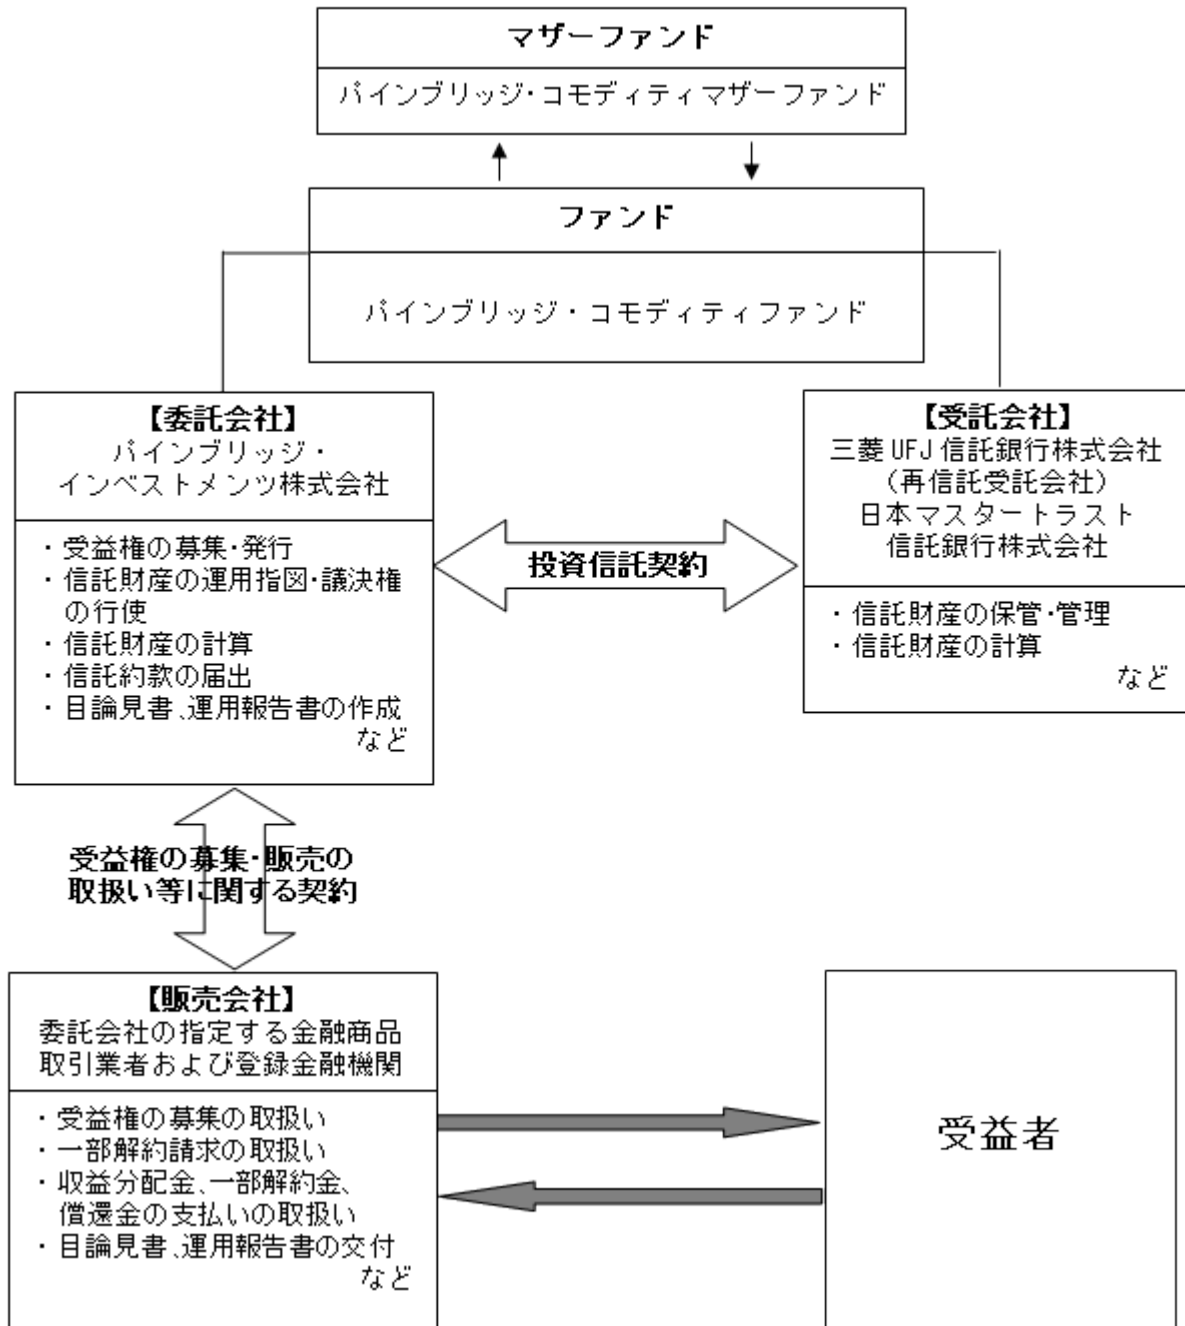 マザーファンド
パインブリッジ・コモディティマザーファンド
ファンド
パインブリッジ・コモディティファンド
【委託会社】
パインブリッジ・
インベストメンツ株式会社
・受益権の募集・発行
・信託財産の運用指図・議決権
の行使
・信託財産の計算
・信託約款の届出
・目論見書、運用報告書の作成
など
投資信託契約
【受託会社】
三菱UFJ信託銀行株式会社
（再信託受託会社）
日本マスタートラスト
信託銀行株式会社
・信託財産の保管・管理
・信託財産の計算
など
受益権の募集・販売の
取扱い等に関する契約
【販売会社】
委託会社の指定する金融商品
取引業者および登録金融機関
・受益権の募集の取扱い
・一部解約請求の取扱い
・収益分配金、一部解約金、
償還金の支払いの取扱い
・目論見書、運用報告書の交付
など
受益者